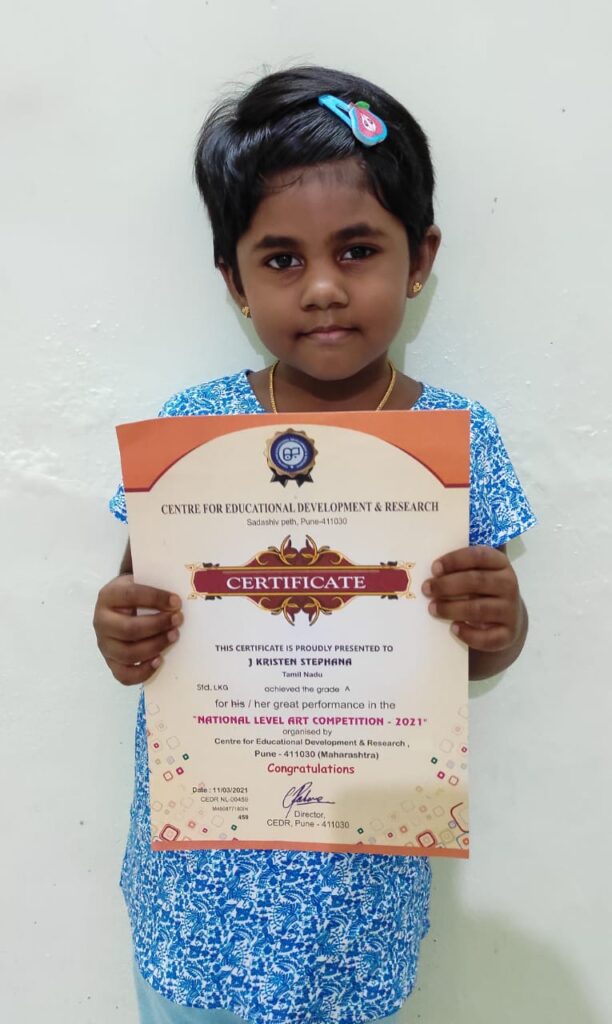 CENTRE FOR EDUCATIONAL DEVELOPMENT & RESEARCH
Sadashiv peth, Pune-411030
CERTIFICATE
THIS CERTIFICATE IS PROUDLY PRESENTED TO
J KRISTEN STEPHANA
Tamil Nadu
Std. LKG achieved the grade A
for his / her great performance in the
"NATIONAL LEVEL ART COMPETITION - 2021"
organised by
Centre for Educational Development & Research ,
Pune - 411030 (Maharashtra)
Congratulations
Date : 11/03/2021
CEDR NL-00459
459
Director,
CEDR, Pune - 411030